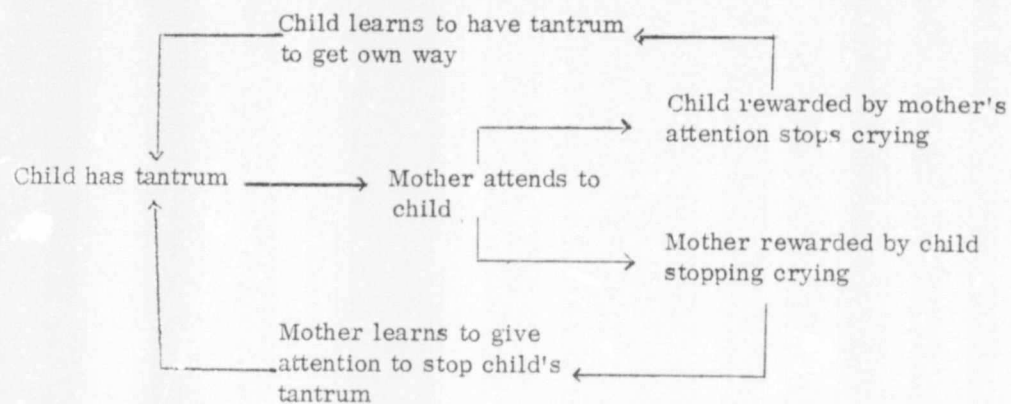 Child learns to have tantrum
to get own way
Child rewarded by mother's
attention stops crying
Child has tantrum
Mother attends to
child
Mother rewarded by child
stopping crying
Mother learns to give
attention to stop child's
tantrum